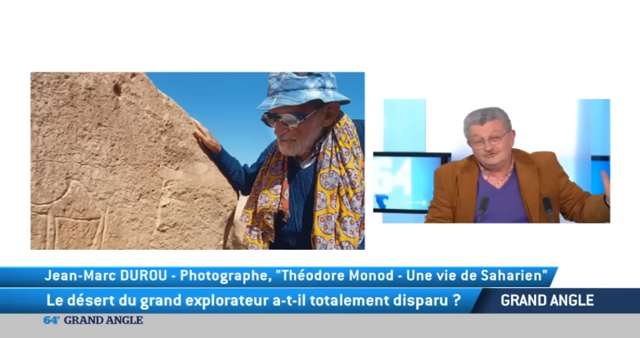 64'
Jean-Marc DUROU - Photographe, "Théodore Monod - Une vie de Saharien"
Le désert du grand explorateur a-t-il totalement disparu ?
GRAND ANGLE
64' GRAND ANGLE